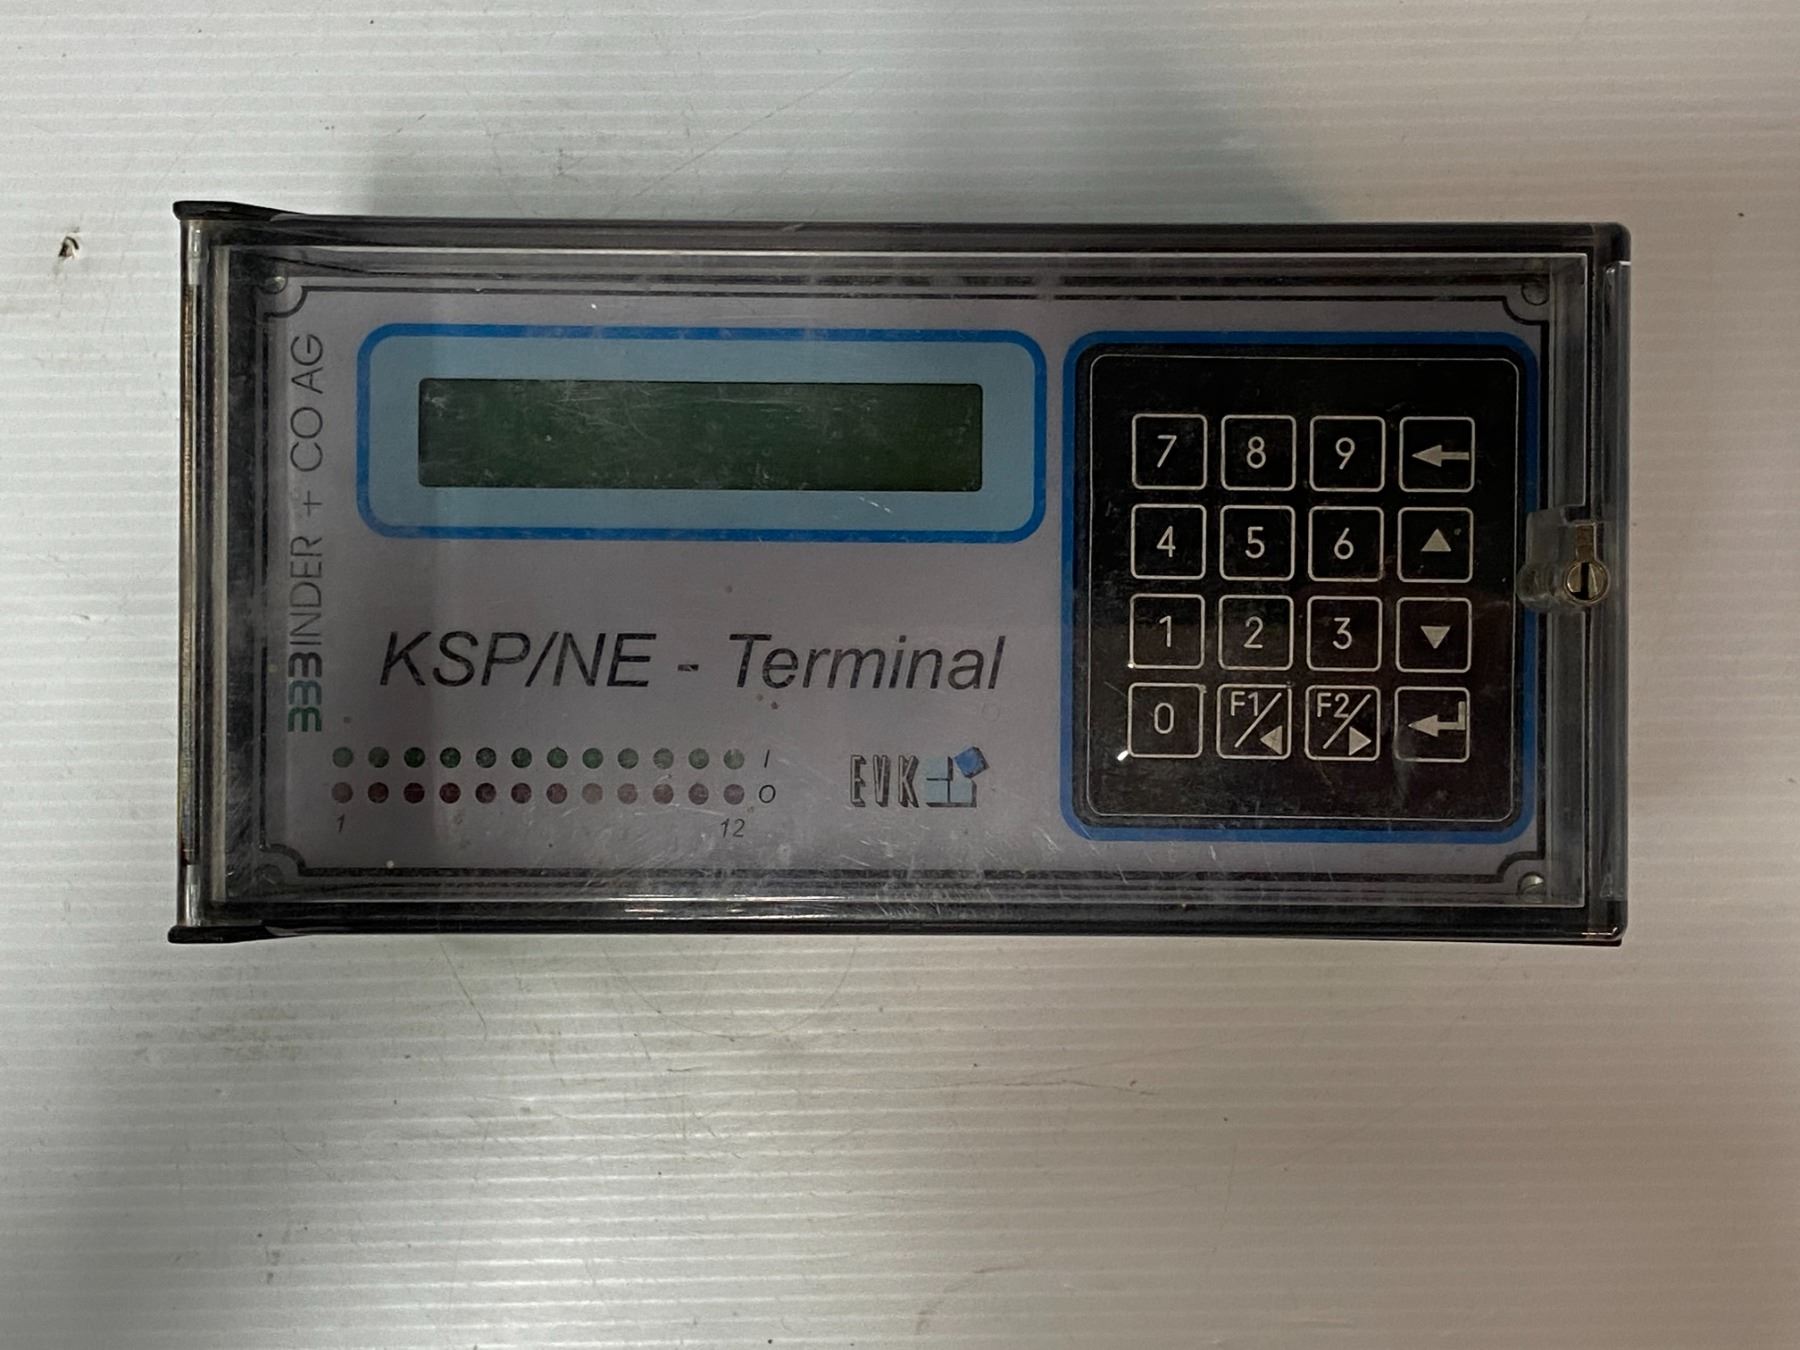 BINDER + CO AG
KSP/NE - Terminal
I
O
1 12
EVK
7 8 9
4 5 6
1 2 3
0 F1/ F2/